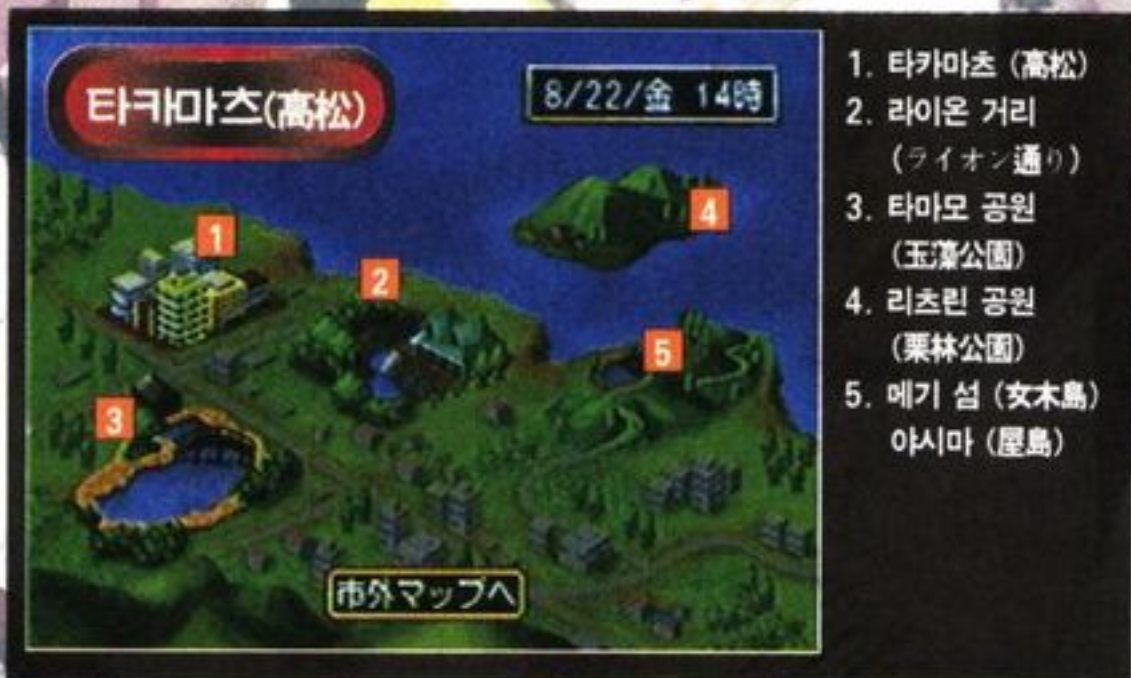 타카마츠(高松)
8/22/金 14時
1
2
3
4
5
市外マップへ
1. 타카마츠 (高松)
2. 라이온 거리
(ライオン通り)
3. 타마모 공원
(玉藻公園)
4. 리츠린 공원
(栗林公園)
5. 메기 섬 (女木島)
야시마 (屋島)